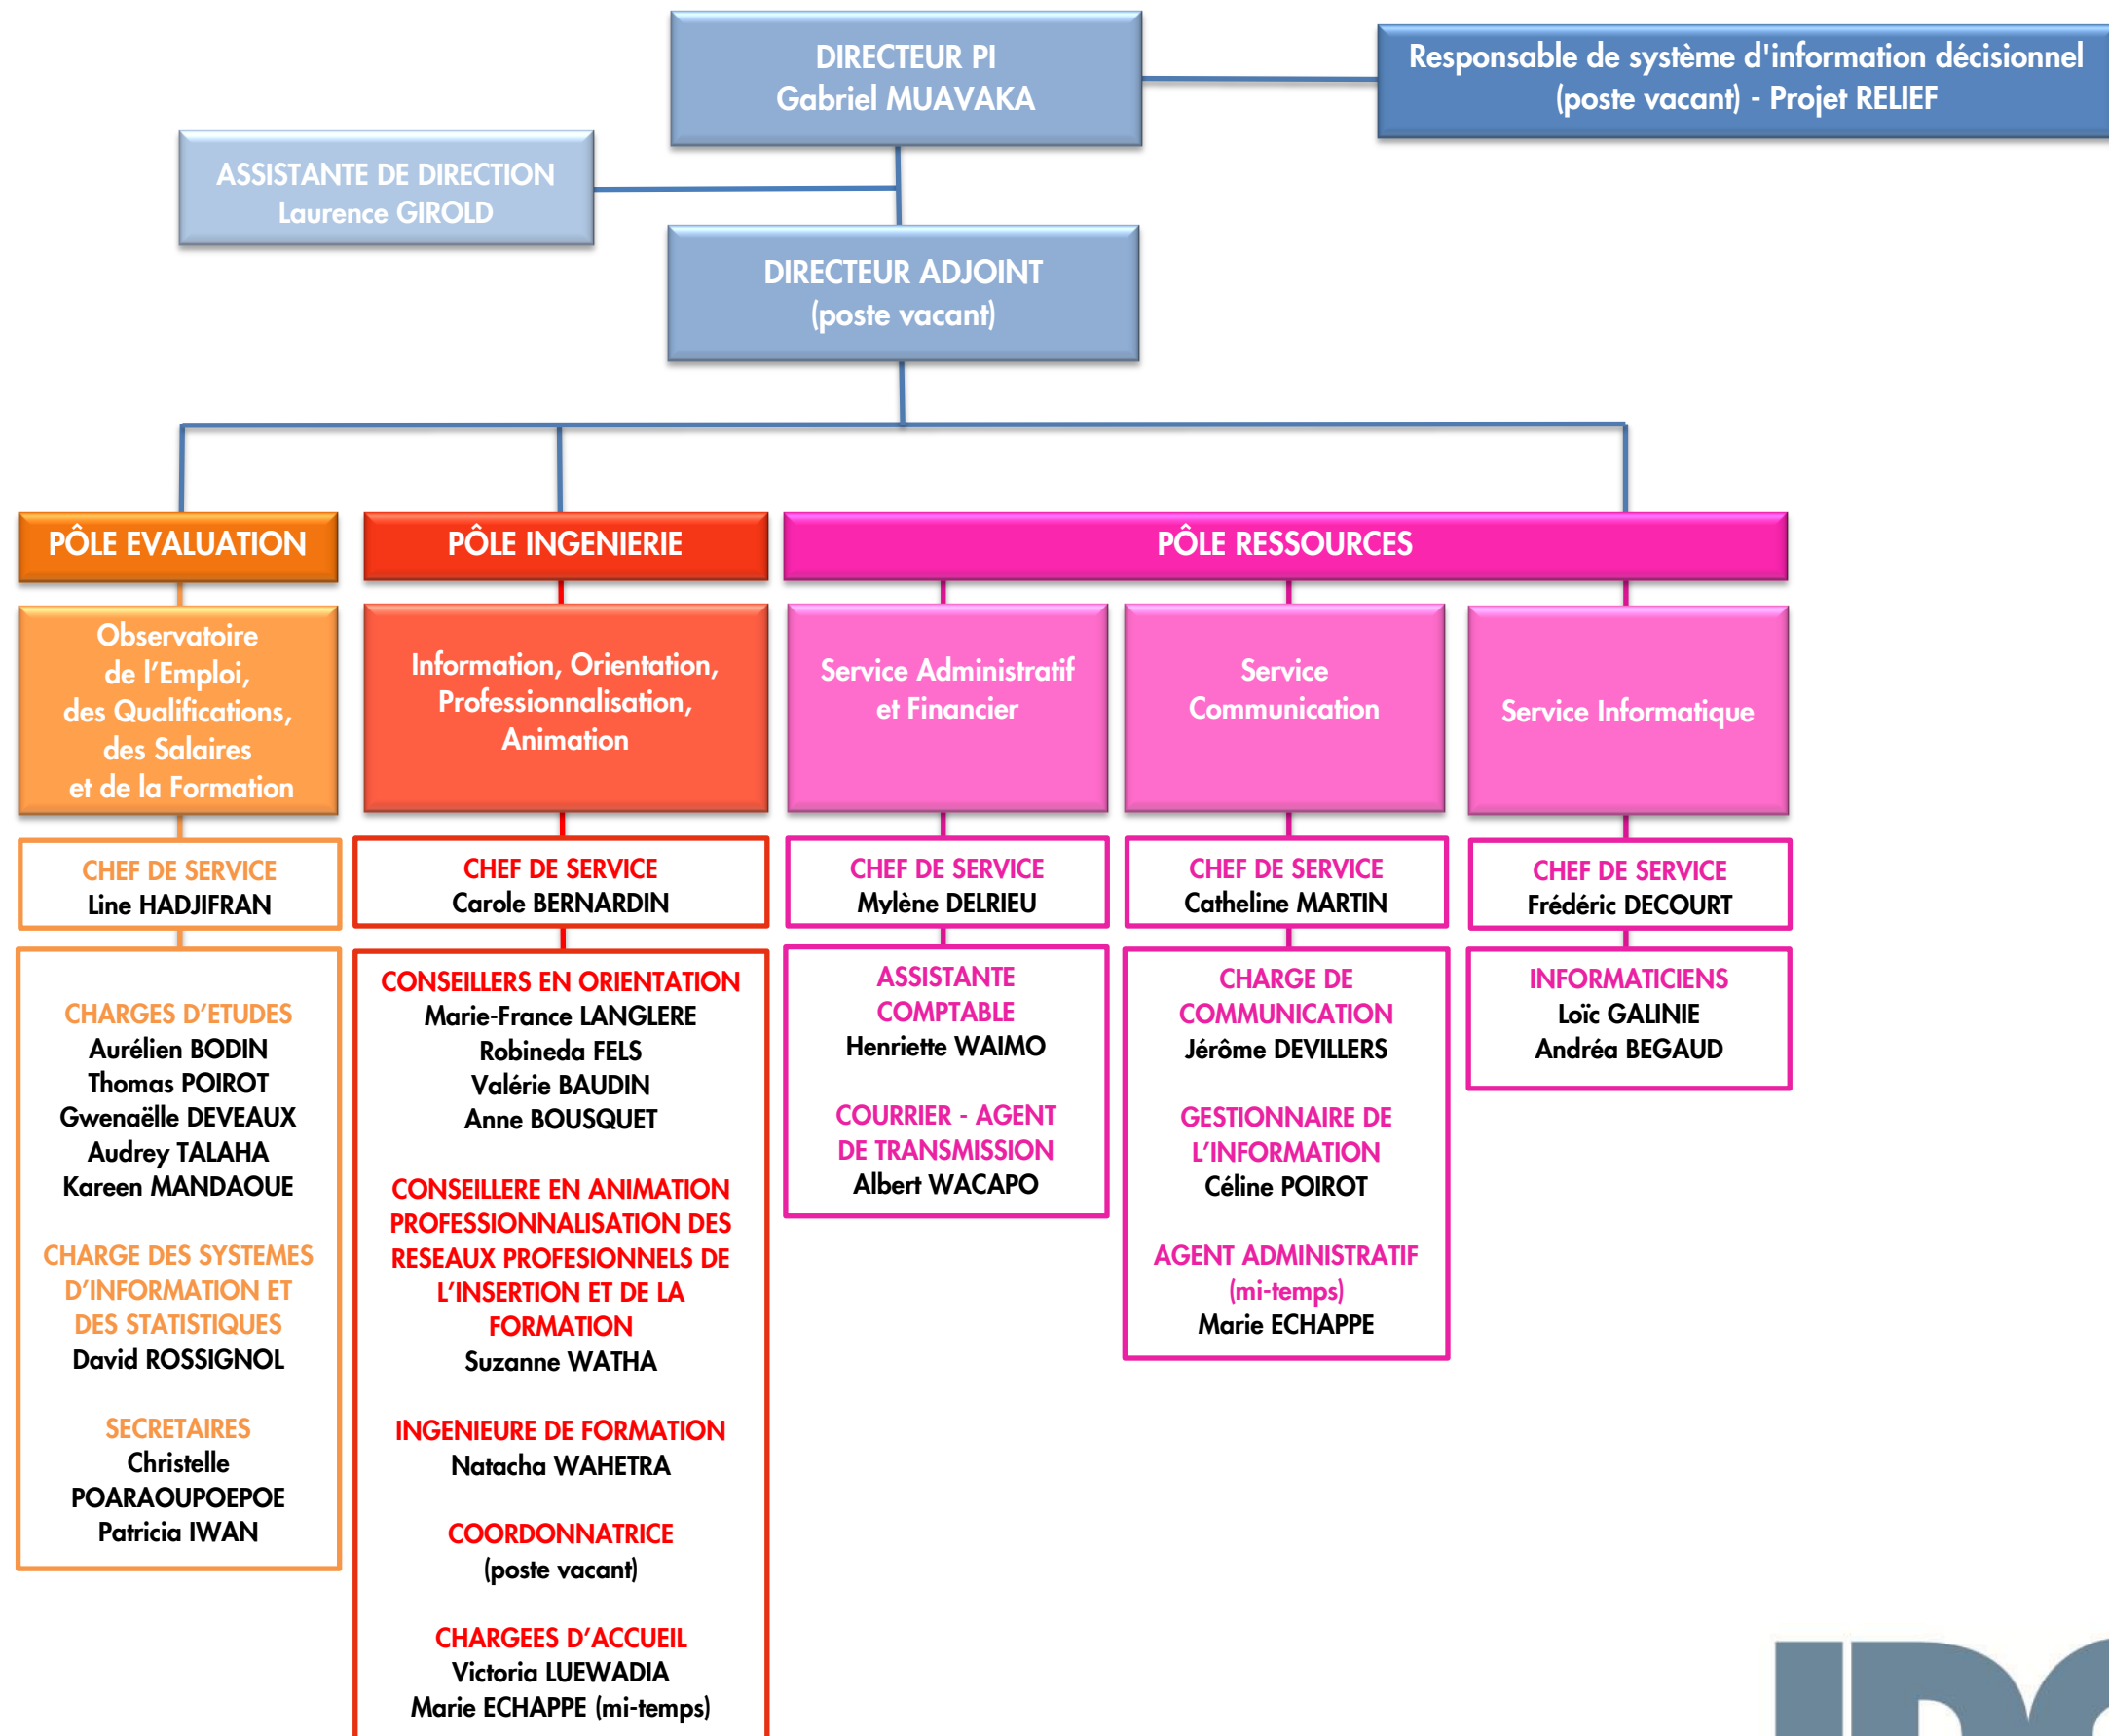 DIRECTEUR PI
Gabriel MUAVAKA
Responsable de système d'information décisionnel
(poste vacant) - Projet RELIEF
ASSISTANTE DE DIRECTION
Laurence GIROLD
DIRECTEUR ADJOINT
(poste vacant)
PÔLE EVALUATION
PÔLE INGENIERIE
PÔLE RESSOURCES
Observatoire
de l’Emploi,
des Qualifications,
des Salaires
et de la Formation
Information, Orientation,
Professionnalisation,
Animation
Service Administratif
et Financier
Service
Communication
Service Informatique
CHEF DE SERVICE
Line HADJIFRAN
CHEF DE SERVICE
Carole BERNARDIN
CHEF DE SERVICE
Mylène DELRIEU
CHEF DE SERVICE
Catheline MARTIN
CHEF DE SERVICE
Frédéric DECOURT
CHARGES D’ETUDES
Aurélien BODIN
Thomas POIROT
Gwenaëlle DEVEAUX
Audrey TALAHA
Kareen MANDAOUE
CHARGE DES SYSTEMES
D’INFORMATION ET
DES STATISTIQUES
David ROSSIGNOL
SECRETAIRES
Christelle
POARAOUPOEPOE
Patricia IWAN
CONSEILLERS EN ORIENTATION
Marie-France LANGLERE
Robineda FELS
Valérie BAUDIN
Anne BOUSQUET
CONSEILLERE EN ANIMATION
PROFESSIONNALISATION DES
RESEAUX PROFESIONNELS DE
L’INSERTION ET DE LA
FORMATION
Suzanne WATHA
INGENIEURE DE FORMATION
Natacha WAHETRA
COORDONNATRICE
(poste vacant)
CHARGEES D’ACCUEIL
Victoria LUEWADIA
Marie ECHAPPE (mi-temps)
ASSISTANTE
COMPTABLE
Henriette WAIMO
COURRIER - AGENT
DE TRANSMISSION
Albert WACAPO
CHARGE DE
COMMUNICATION
Jérôme DEVILLERS
GESTIONNAIRE DE
L’INFORMATION
Céline POIROT
AGENT ADMINISTRATIF
(mi-temps)
Marie ECHAPPE
INFORMATICIENS
Loïc GALINIE
Andréa BEGAUD